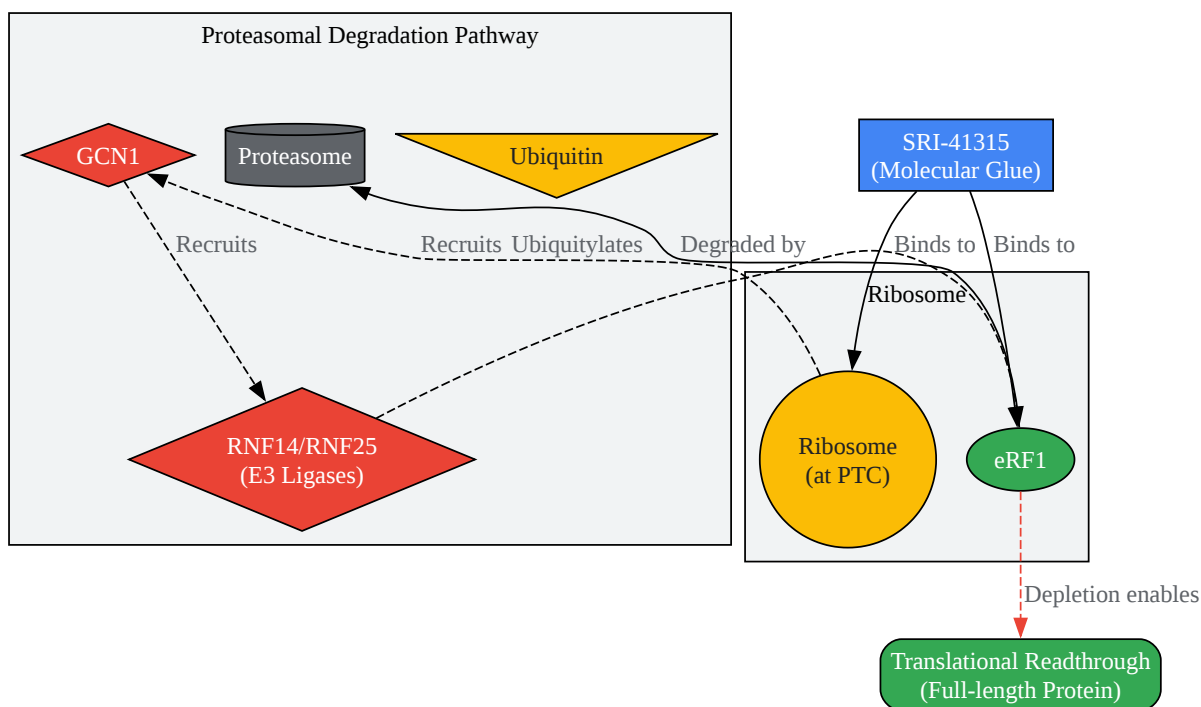 Proteasomal Degradation Pathway
GCN1
Proteasome
Ubiquitin
SRI-41315
(Molecular Glue)
Recruits
Recruits
Ubiquitylates
Degraded by
Binds to
Binds to
Ribosome
RNF14/RNF25
(E3 Ligases)
Ribosome
(at PTC)
eRF1
Depletion enables
Translational Readthrough
(Full-length Protein)